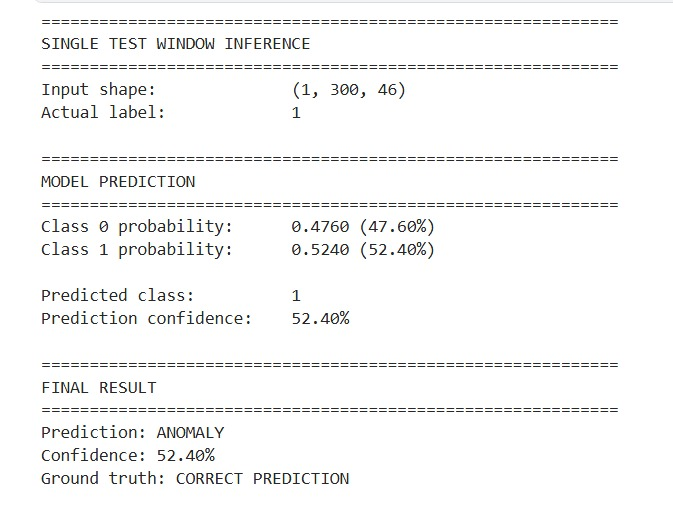 ============================================================
SINGLE TEST WINDOW INFERENCE
============================================================
Input shape: (1, 300, 46)
Actual label: 1
============================================================
MODEL PREDICTION
============================================================
Class 0 probability: 0.4760 (47.60%)
Class 1 probability: 0.5240 (52.40%)
Predicted class: 1
Prediction confidence: 52.40%
============================================================
FINAL RESULT
============================================================
Prediction: ANOMALY
Confidence: 52.40%
Ground truth: CORRECT PREDICTION